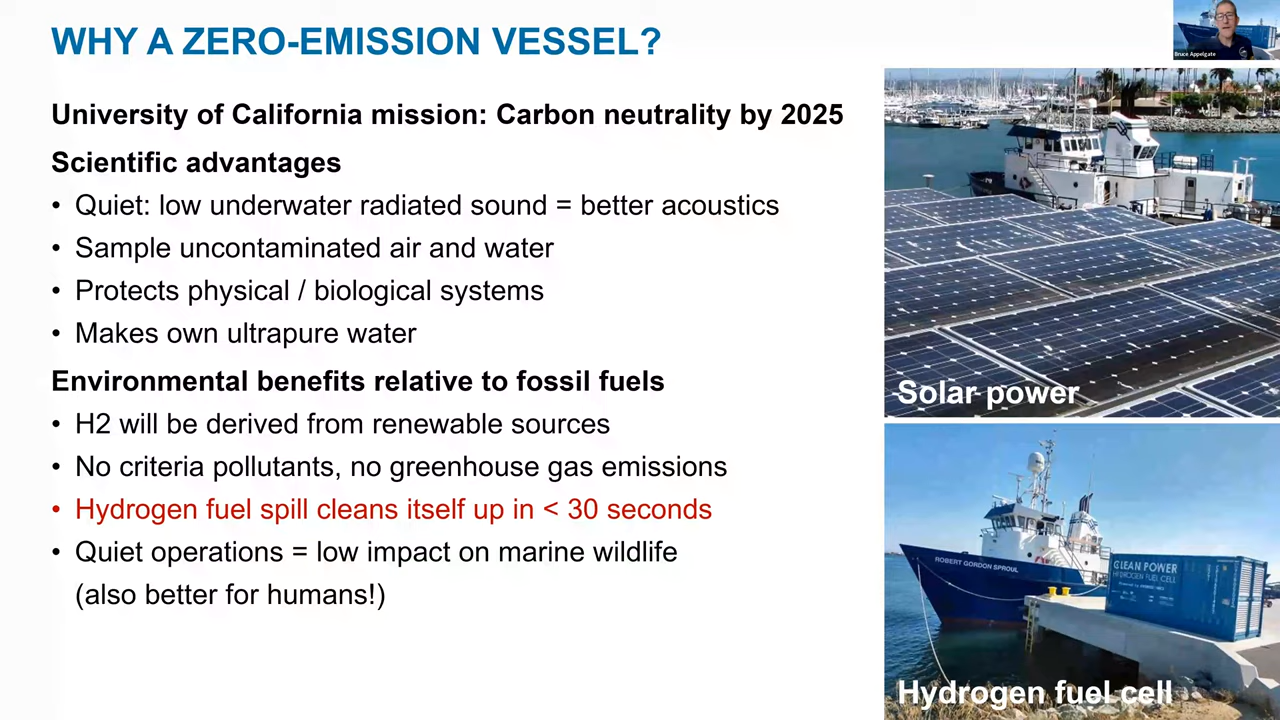 WHY A ZERO-EMISSION VESSEL?
Bruce Appelgate
University of California mission: Carbon neutrality by 2025
Scientific advantages
• Quiet: low underwater radiated sound = better acoustics
• Sample uncontaminated air and water
• Protects physical / biological systems
• Makes own ultrapure water
Environmental benefits relative to fossil fuels
• H2 will be derived from renewable sources
• No criteria pollutants, no greenhouse gas emissions
• Hydrogen fuel spill cleans itself up in < 30 seconds
• Quiet operations = low impact on marine wildlife
(also better for humans!)
Solar power
ROBERT GORDON SPROUL
CLEAN POWER
HYDROGEN FUEL CELL
Hydrogen fuel cell